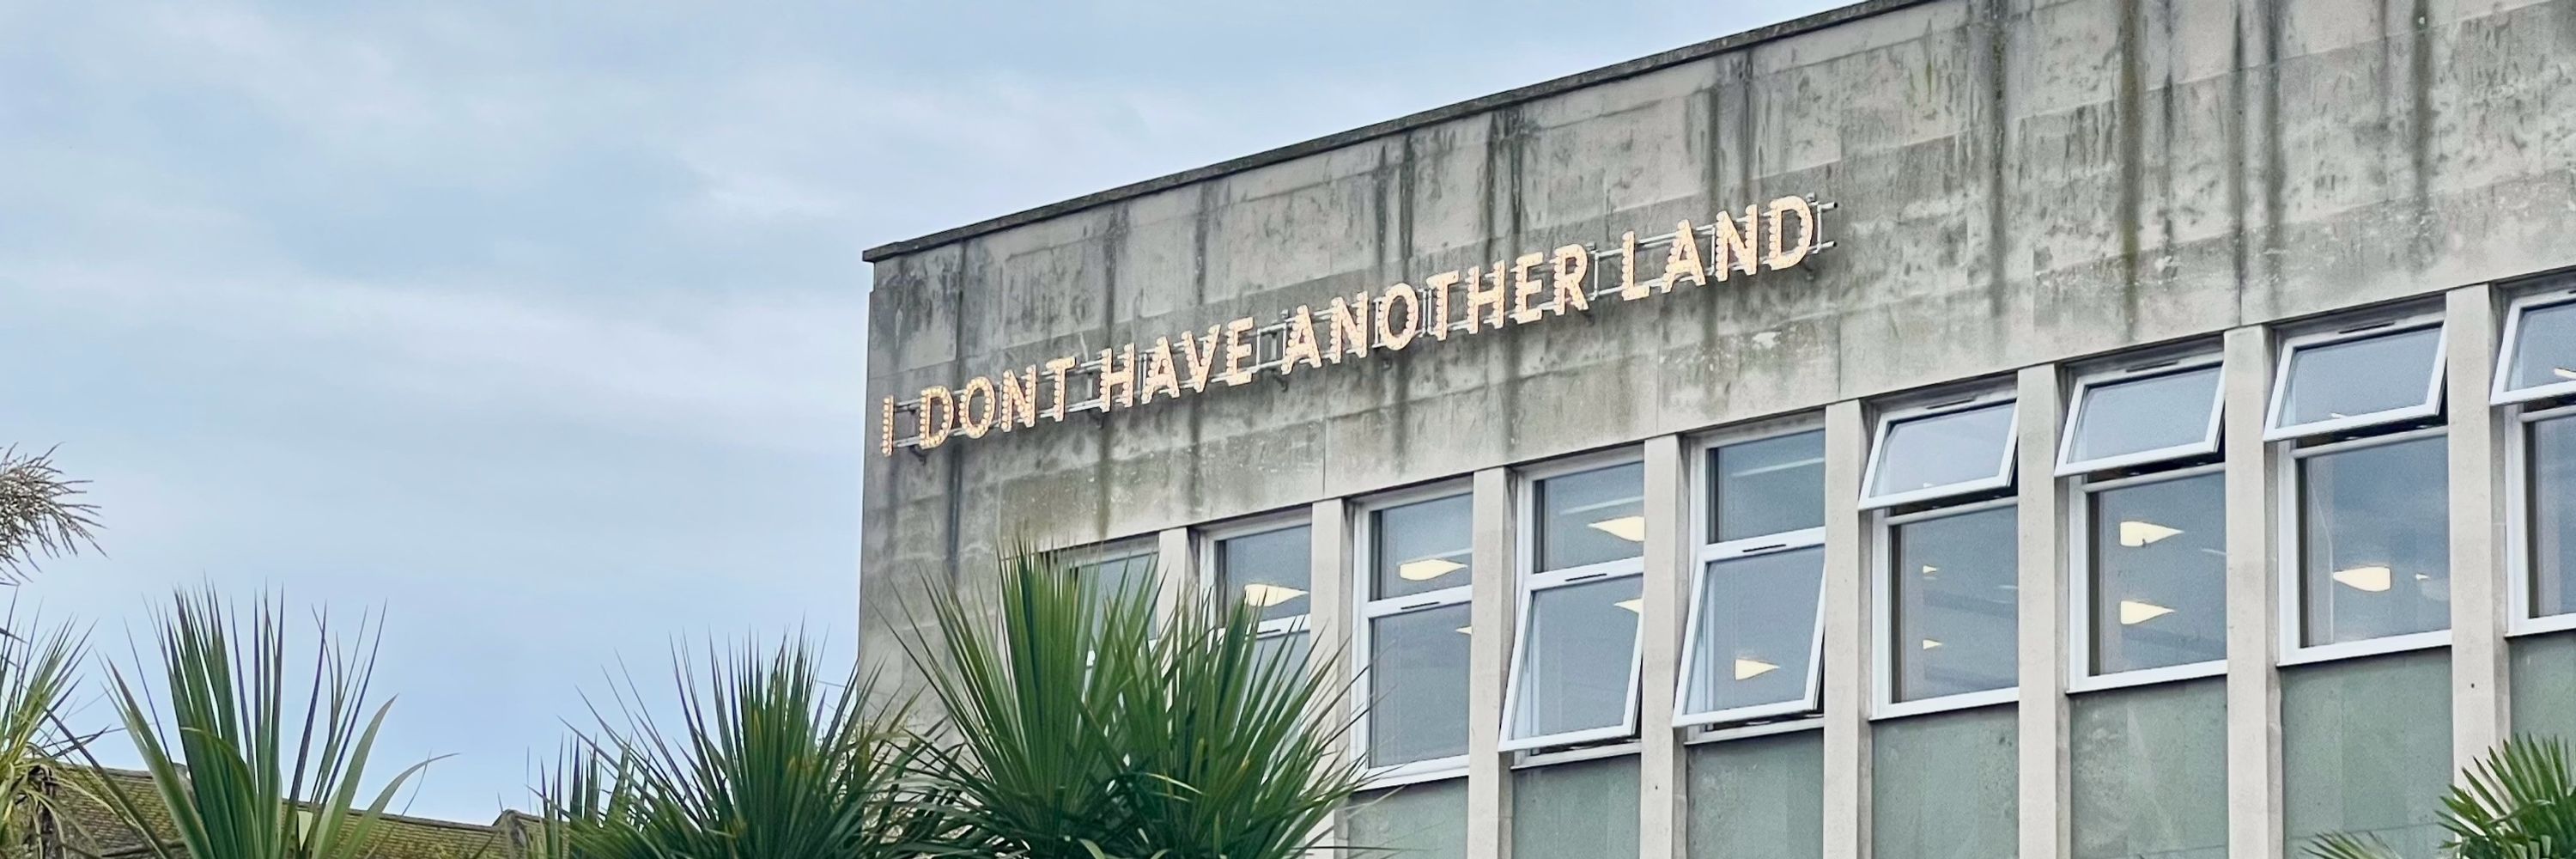 I DONT HAVE ANOTHER LAND